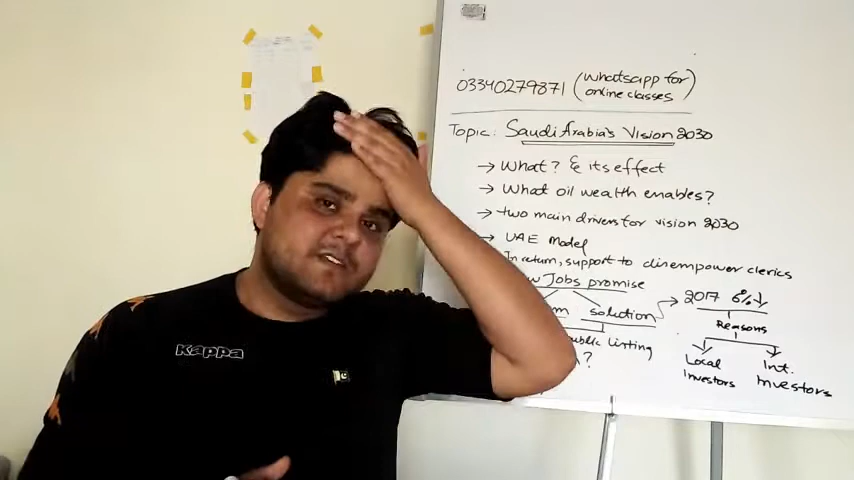 03340279871 (whatsapp for online classes)
Topic: Saudi Arabia's Vision 2030
→ What? & its effect
→ What oil wealth enables?
→ two main drivers for vision 2030
→ UAE Model
In return, support to disempower clerics
Jobs promise
solution → 2017 6%↓
Reasons
Public listing
?
Local Investors
Int. Investors
Kappa